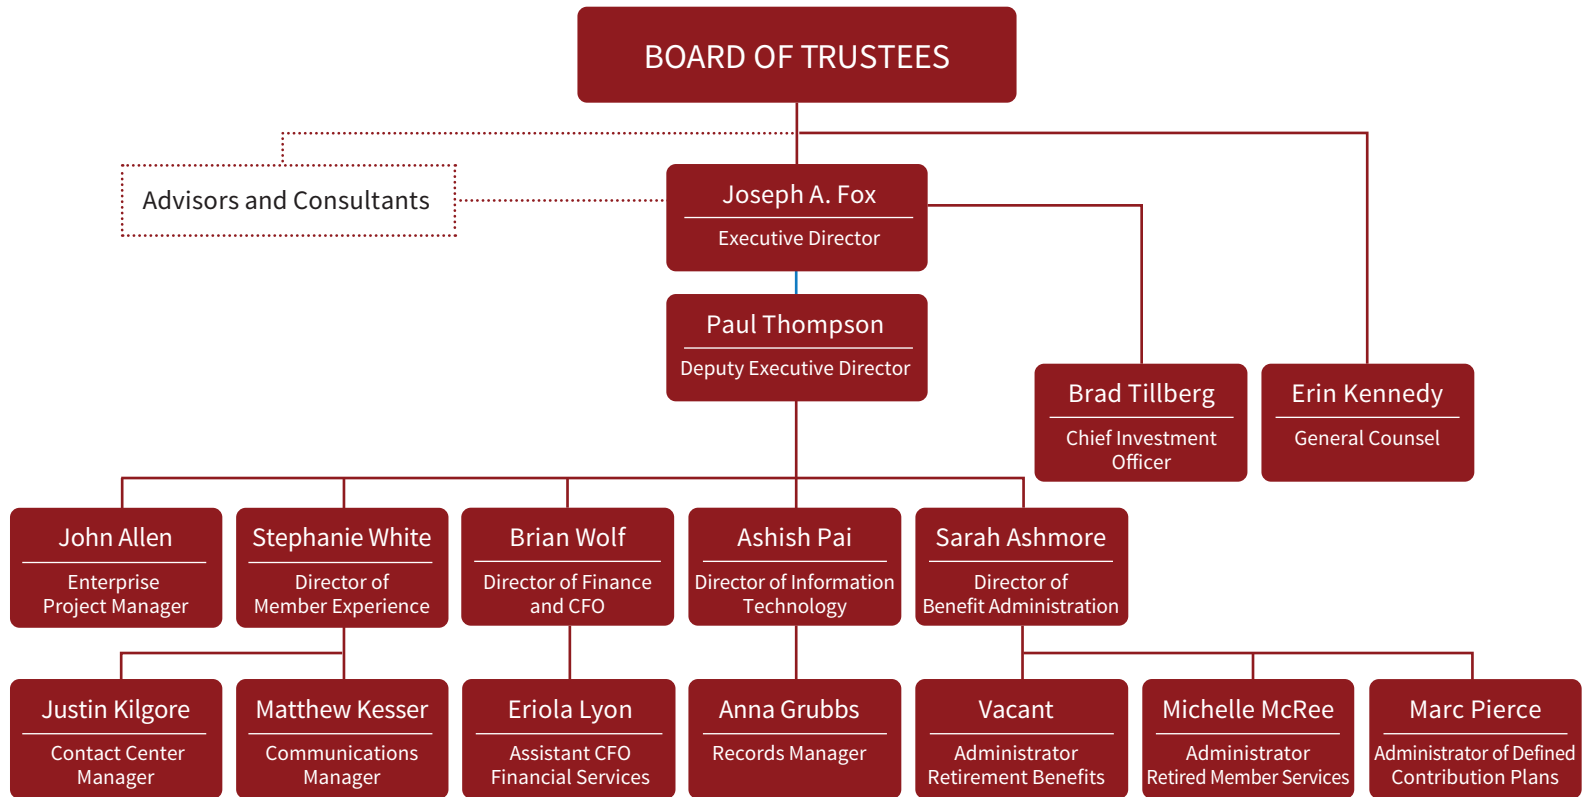 BOARD OF TRUSTEES
Advisors and Consultants
Joseph A. Fox
Executive Director
Paul Thompson
Deputy Executive Director
Brad Tillberg
Chief Investment
Officer
Erin Kennedy
General Counsel
John Allen
Enterprise
Project Manager
Stephanie White
Director of
Member Experience
Brian Wolf
Director of Finance
and CFO
Ashish Pai
Director of Information
Technology
Sarah Ashmore
Director of
Benefit Administration
Justin Kilgore
Contact Center
Manager
Matthew Kesser
Communications
Manager
Eriola Lyon
Assistant CFO
Financial Services
Anna Grubbs
Records Manager
Vacant
Administrator
Retirement Benefits
Michelle McRee
Administrator
Retired Member Services
Marc Pierce
Administrator of Defined
Contribution Plans